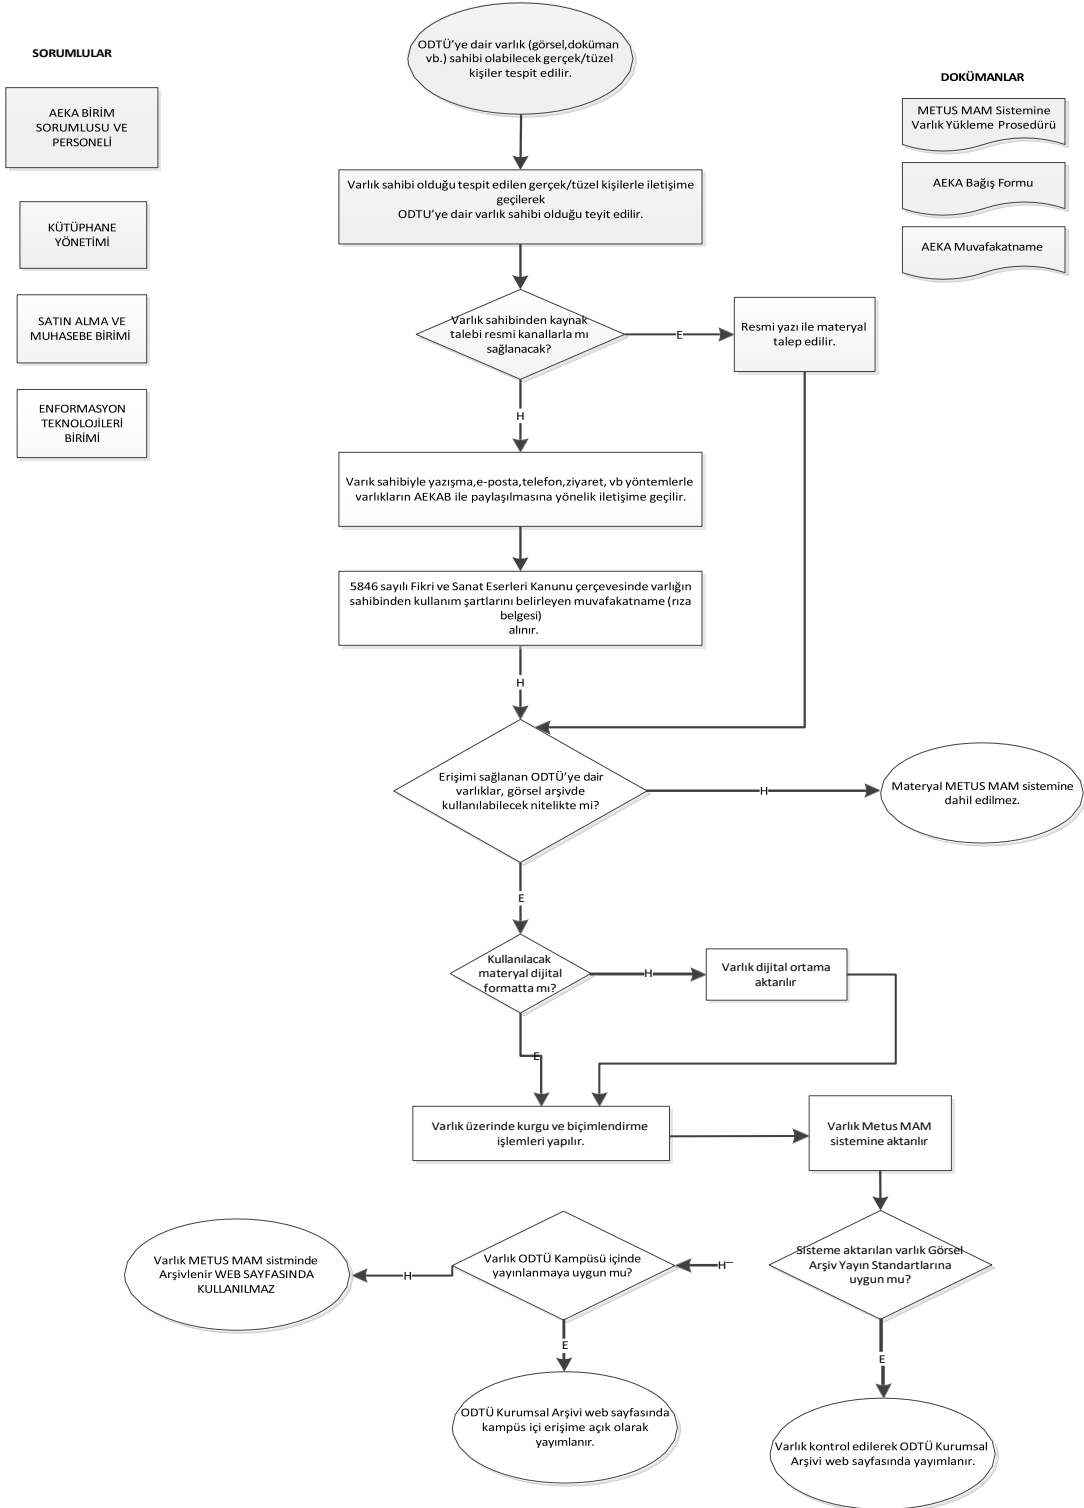 SORUMLULAR
AEKA BİRİM
SORUMLUSU VE
PERSONELİ
KÜTÜPHANE
YÖNETİMİ
SATIN ALMA VE
MUHASEBE BİRİMİ
ENFORMASYON
TEKNOLOJİLERİ
BİRİMİ
DOKÜMANLAR
METUS MAM Sistemine
Varlık Yükleme Prosedürü
AEKA Bağış Formu
AEKA Muvafakatname
ODTÜ'ye dair varlık (görsel,doküman
vb.) sahibi olabilecek gerçek/tüzel
kişiler tespit edilir.
Varlık sahibi olduğu tespit edilen gerçek/tüzel kişilerle iletişime
geçilerek
ODTU'ye dair varlık sahibi olduğu teyit edilir.
Varlık sahibinden kaynak
talebi resmi kanallarla mı
sağlanacak?
E
Resmi yazı ile materyal
talep edilir.
H
Varık sahibiyle yazışma,e-posta,telefon,ziyaret, vb yöntemlerle
varlıkların AEKAB ile paylaşılmasına yönelik iletişime geçilir.
5846 sayılı Fikri ve Sanat Eserleri Kanunu çerçevesinde varlığın
sahibinden kullanım şartlarını belirleyen muvafakatname (rıza
belgesi)
alınır.
H
Erişimi sağlanan ODTÜ'ye dair
varlıklar, görsel arşivde
kullanılabilecek nitelikte mi?
H
Materyal METUS MAM sistemine
dahil edilmez.
E
Kullanılacak
materyal dijital
formatta mı?
H
Varlık dijital ortama
aktarılır
E
Varlık üzerinde kurgu ve biçimlendirme
işlemleri yapılır.
Varlık Metus MAM
sistemine aktarılır
Sisteme aktarılan varlık Görsel
Arşiv Yayın Standartlarına
uygun mu?
H
Varlık ODTÜ Kampüsü içinde
yayınlanmaya uygun mu?
H
Varlık METUS MAM sistminde
Arşivlenir WEB SAYFASINDA
KULLANILMAZ
E
ODTÜ Kurumsal Arşivi web sayfasında
kampüs içi erişime açık olarak
yayımlanır.
E
Varlık kontrol edilerek ODTÜ Kurumsal
Arşivi web sayfasında yayımlanır.